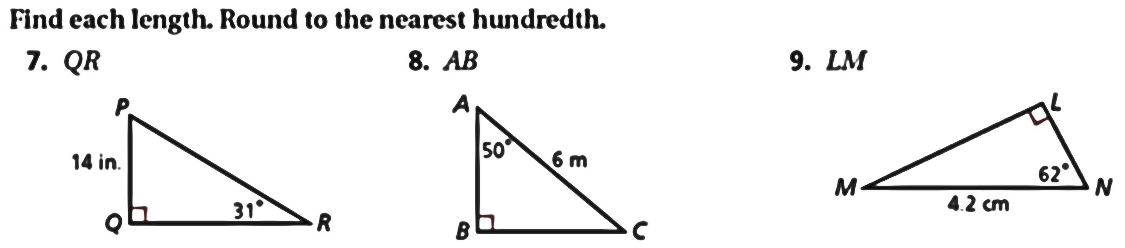 Find each length. Round to the nearest hundredth.
7. QR 8. AB 9. LM
P
14 in.
31°
Q R
A
50°
6 m
B C
L
62°
M N
4.2 cm